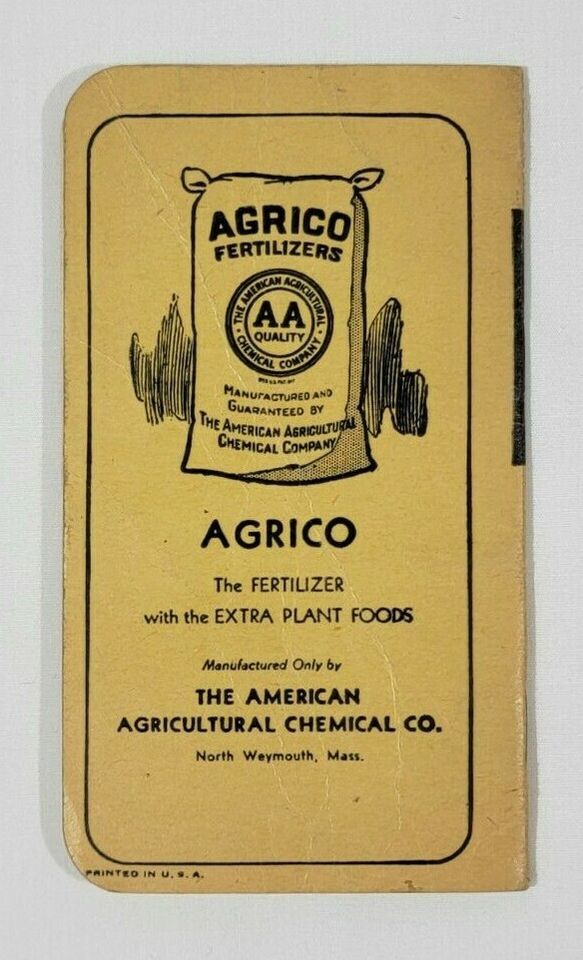 AGRICO
FERTILIZERS
THE AMERICAN AGRICULTURAL
AA
QUALITY
CHEMICAL COMPANY
MANUFACTURED AND
GUARANTEED BY
THE AMERICAN AGRICULTURAL
CHEMICAL COMPANY
AGRICO
The FERTILIZER
with the EXTRA PLANT FOODS
Manufactured Only by
THE AMERICAN
AGRICULTURAL CHEMICAL CO.
North Weymouth, Mass.
PRINTED IN U. S. A.